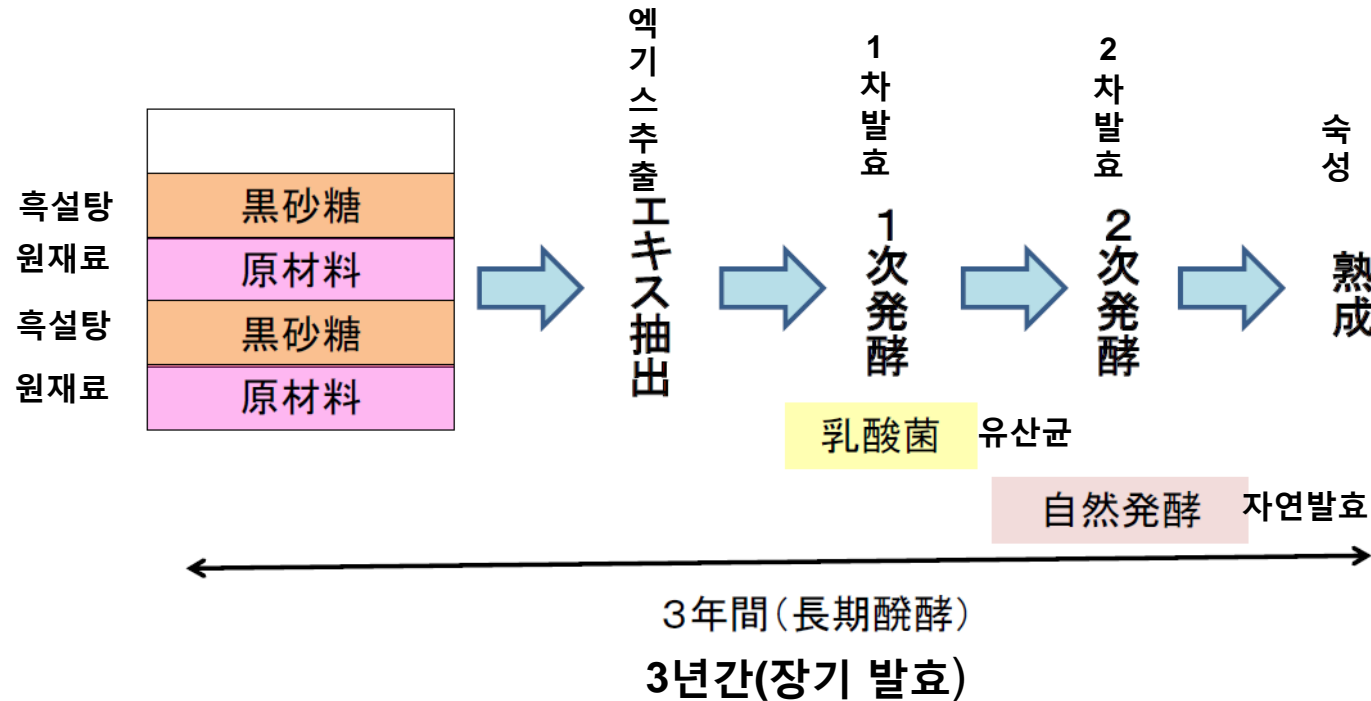 흑설탕
黒砂糖
원재료
原材料
흑설탕
黒砂糖
원재료
原材料
엑기스추출
エキス抽出
1차발효
1次発酵
2차발효
2次発酵
숙성
熟成
乳酸菌
유산균
自然発酵
자연발효
3年間(長期醗酵)
3년간(장기 발효)